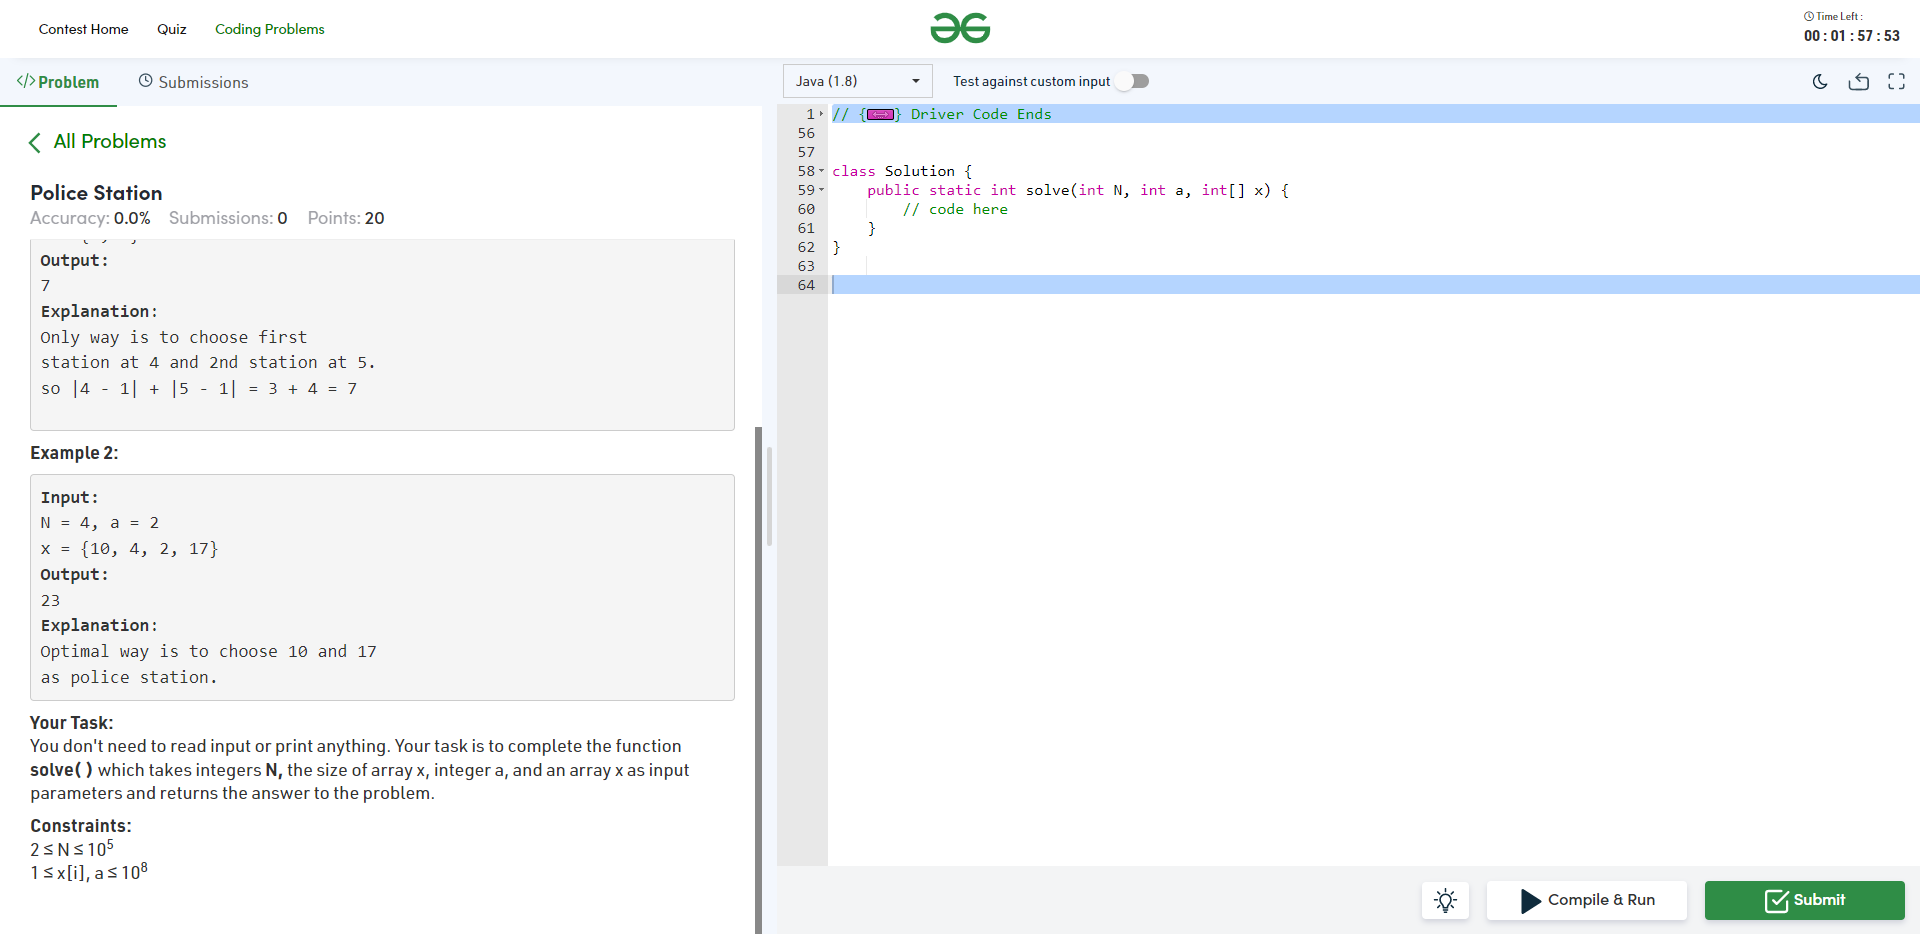 Contest Home Quiz Coding Problems
Time Left :
00 : 01 : 57 : 53
</> Problem Submissions
All Problems
Police Station
Accuracy: 0.0% Submissions: 0 Points: 20
Output:
7
Explanation:
Only way is to choose first
station at 4 and 2nd station at 5.
so |4 - 1| + |5 - 1| = 3 + 4 = 7
Example 2:
Input:
N = 4, a = 2
x = {10, 4, 2, 17}
Output:
23
Explanation:
Optimal way is to choose 10 and 17
as police station.
Your Task:
You don't need to read input or print anything. Your task is to complete the function
solve( ) which takes integers N, the size of array x, integer a, and an array x as input
parameters and returns the answer to the problem.
Constraints:
2 ≤ N ≤ 10^5
1 ≤ x[i], a ≤ 10^8
Java (1.8) Test against custom input
1 // {↔} Driver Code Ends
56
57
58 class Solution {
59 public static int solve(int N, int a, int[] x) {
60 // code here
61 }
62 }
63
64
Compile & Run Submit